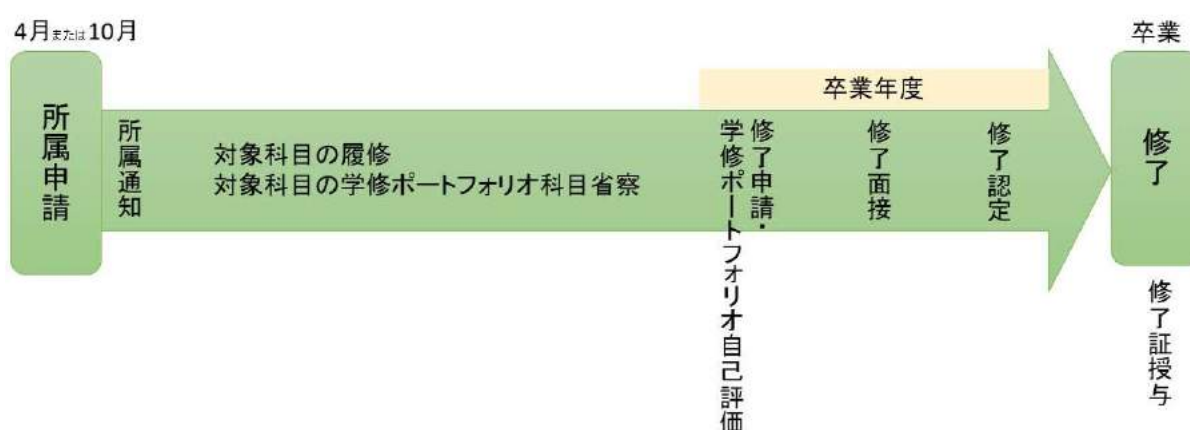 4月または10月
所属申請
所属通知
対象科目の履修
対象科目の学修ポートフォリオ科目省察
卒業年度
修了申請・
学修ポートフォリオ自己評価
修了面接
修了認定
卒業
修了
修了証授与